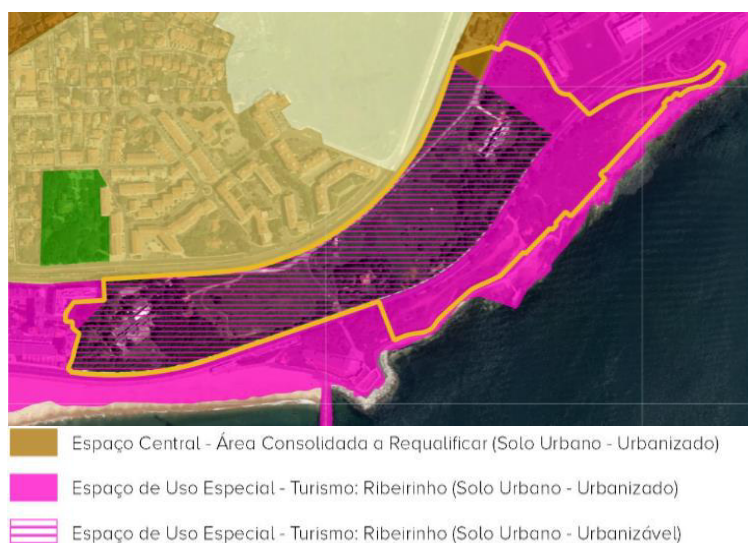 Espaço Central - Área Consolidada a Requalificar (Solo Urbano - Urbanizado)
Espaço de Uso Especial - Turismo: Ribeirinho (Solo Urbano - Urbanizado)
Espaço de Uso Especial - Turismo: Ribeirinho (Solo Urbano - Urbanizável)